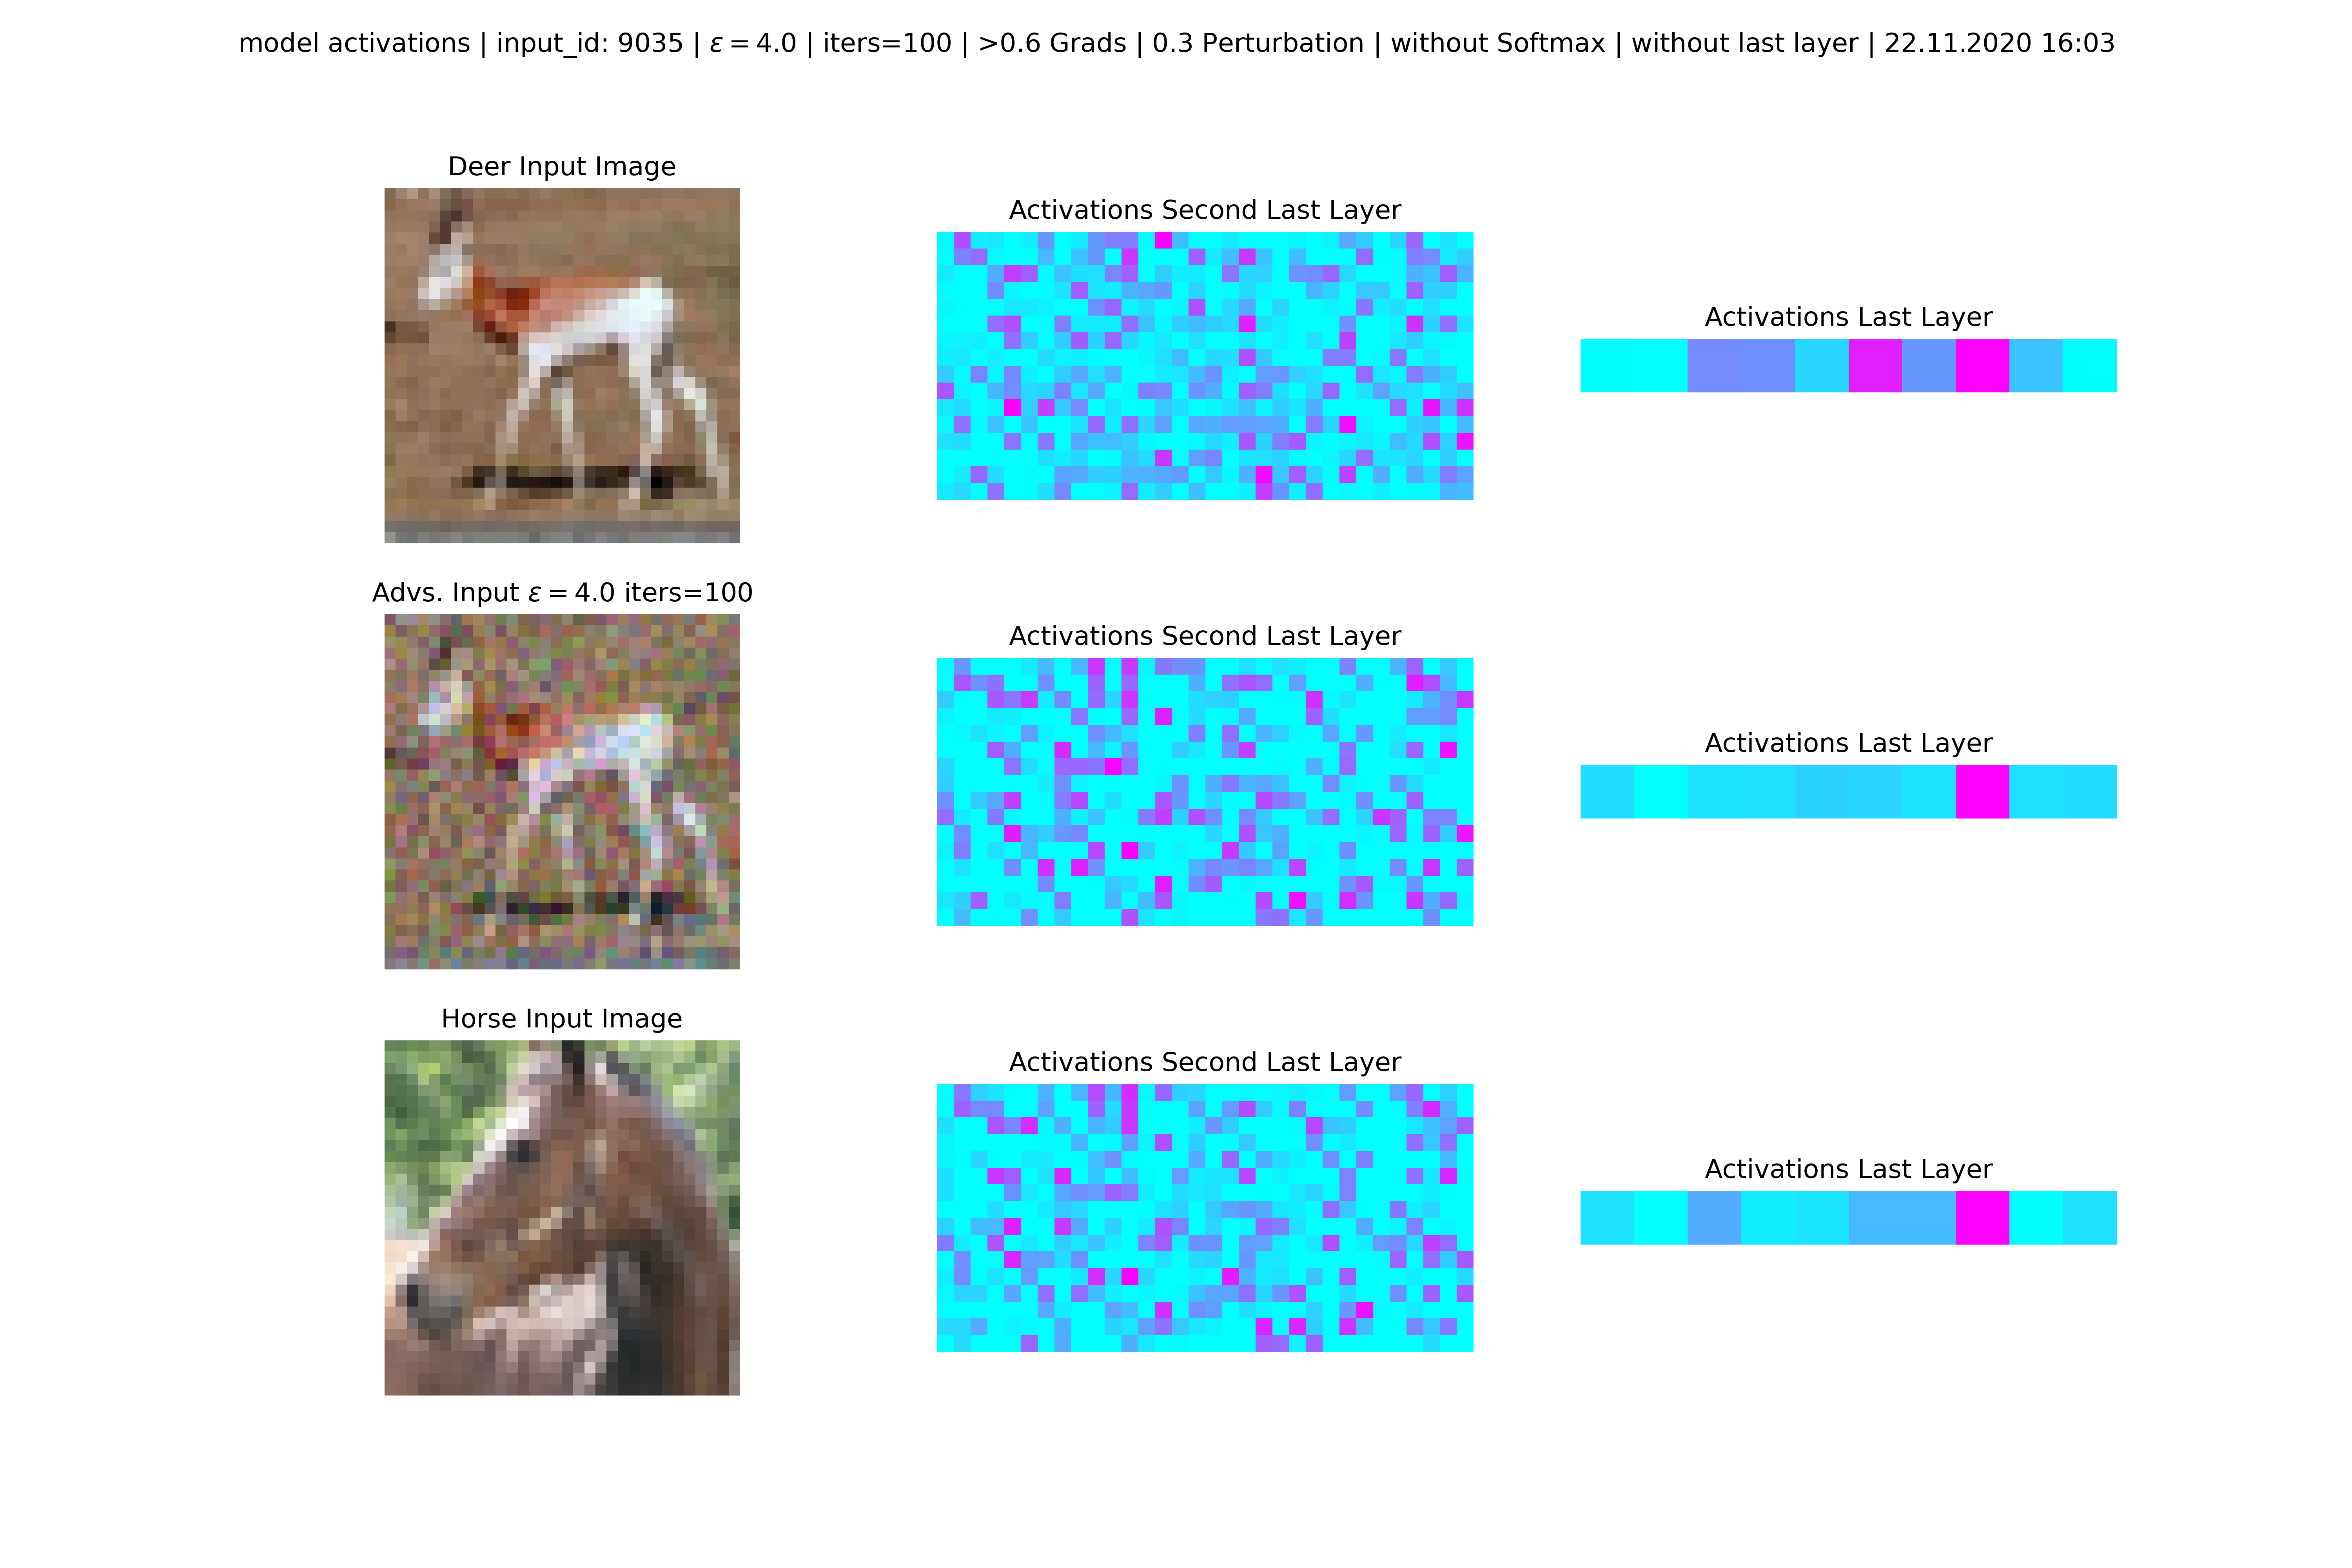 model activations | input_id: 9035 | ε = 4.0 | iters=100 | >0.6 Grads | 0.3 Perturbation | without Softmax | without last layer | 22.11.2020 16:03
Deer Input Image
Activations Second Last Layer
Activations Last Layer
Advs. Input ε = 4.0 iters=100
Activations Second Last Layer
Activations Last Layer
Horse Input Image
Activations Second Last Layer
Activations Last Layer